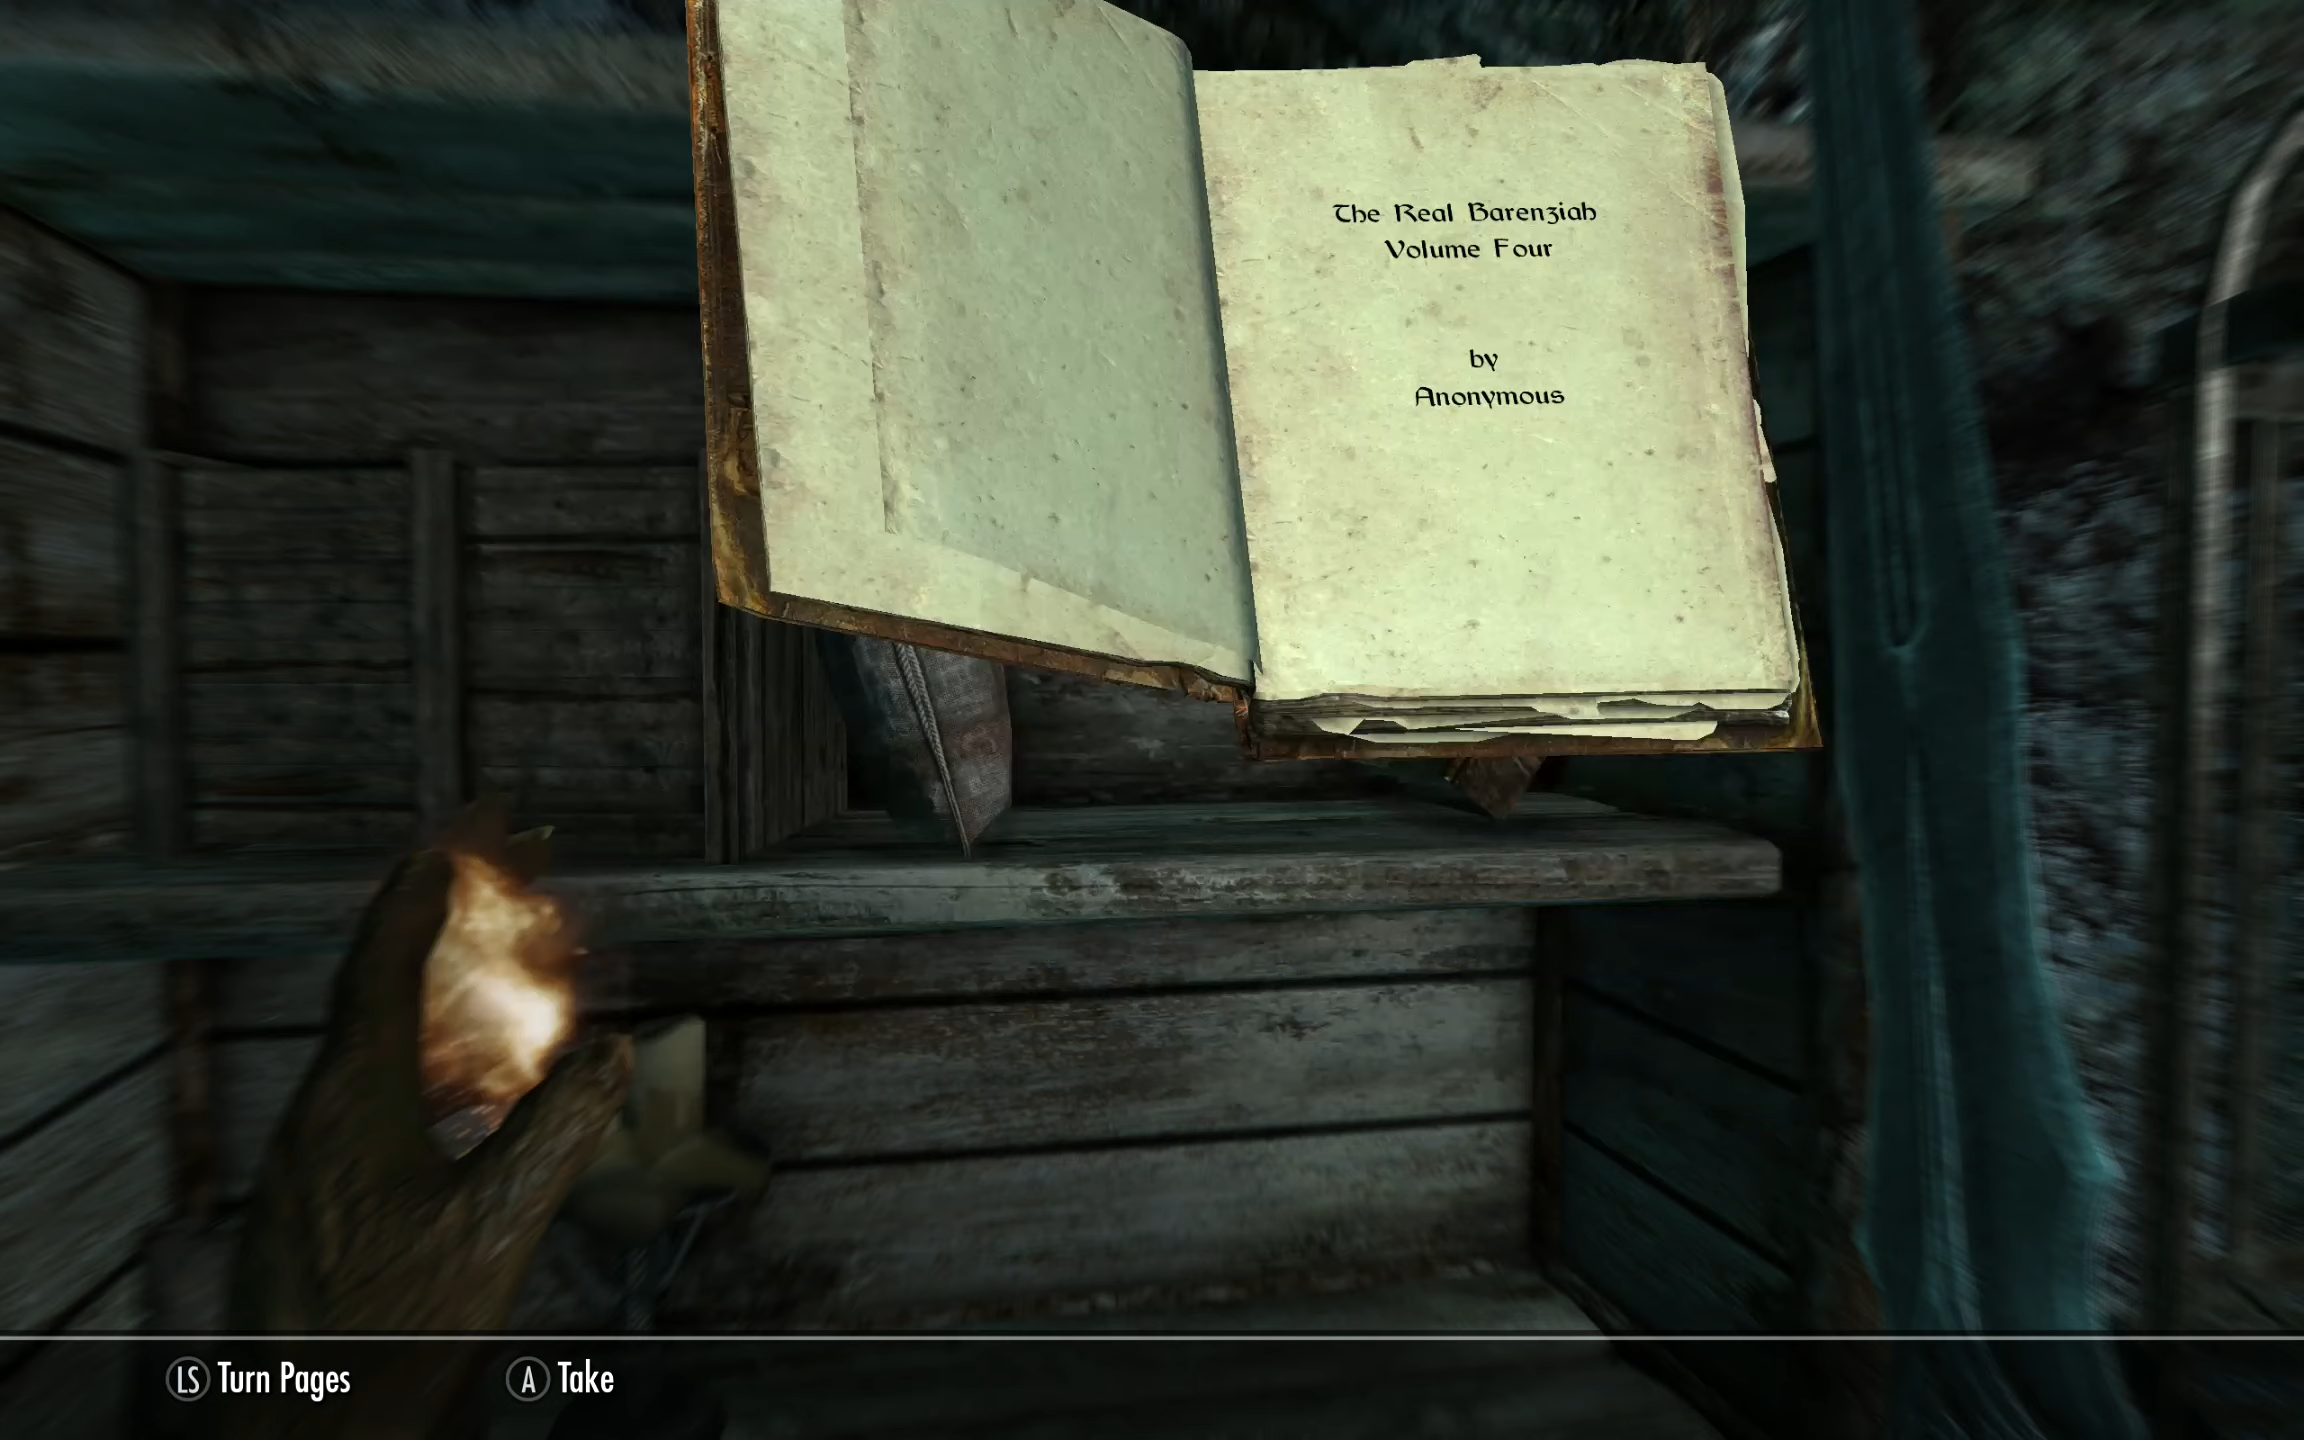 The Real Barenziah
Volume Four
by
Anonymous
LS Turn Pages
A Take